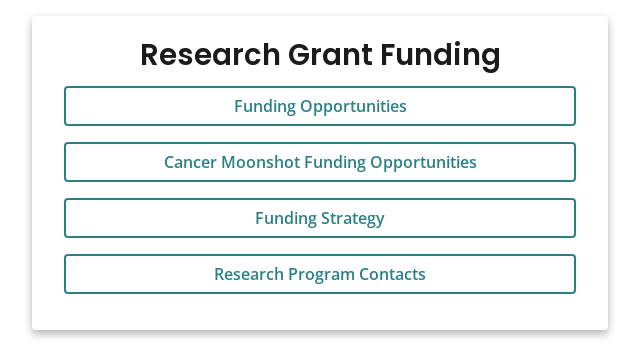 Research Grant Funding
Funding Opportunities
Cancer Moonshot Funding Opportunities
Funding Strategy
Research Program Contacts